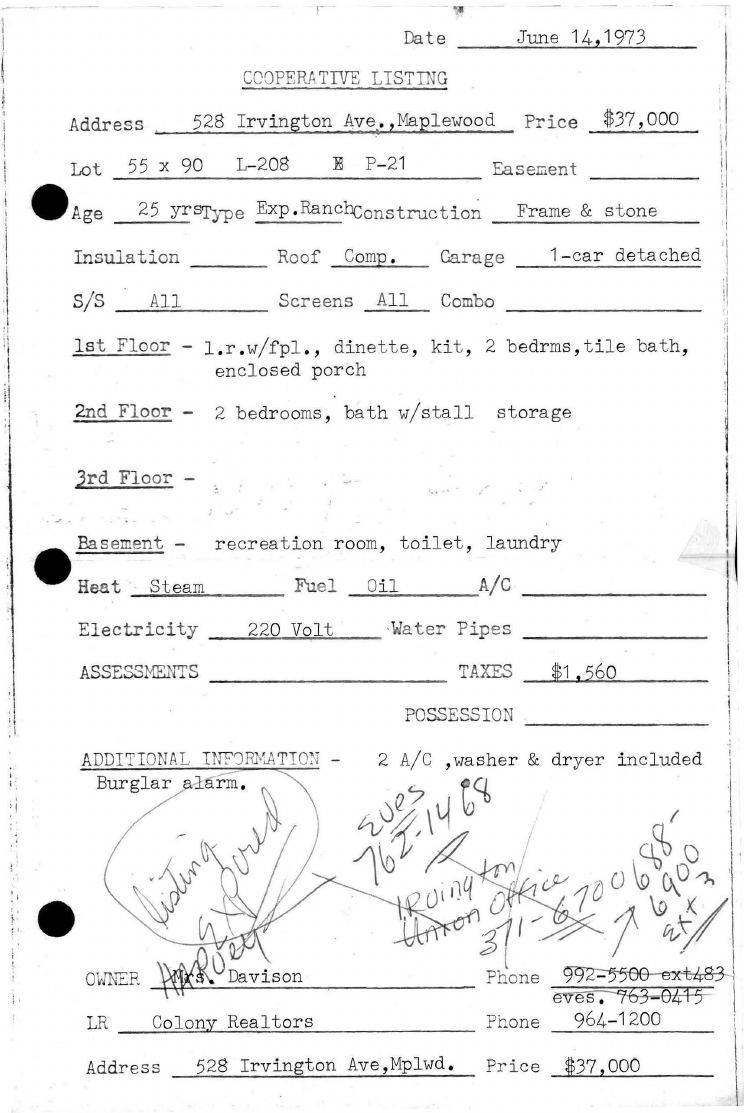 Date June 14,1973
COOPERATIVE LISTING
Address 528 Irvington Ave.,Maplewood Price $37,000
Lot 55 x 90 L-208 P-21 Easement
Age 25 yrs Type Exp.Ranch Construction Frame & stone
Insulation Roof Comp. Garage 1-car detached
S/S All Screens All Combo
1st Floor - l.r.w/fpl., dinette, kit, 2 bedrms,tile bath,
enclosed porch
2nd Floor - 2 bedrooms, bath w/stall storage
3rd Floor -
Basement - recreation room, toilet, laundry
Heat Steam Fuel Oil A/C
Electricity 220 Volt Water Pipes
ASSESSMENTS TAXES $1,560
POSSESSION
ADDITIONAL INFORMATION - 2 A/C ,washer & dryer included
Burglar alarm.
Listing
Expired
Eves
762-1468
Irvington
Union Office
371-6700
688-
6900
Ext 3
HARVEY
OWNER Mrs. Davison Phone 992-5500 ext483
eves. 763-0415
LR Colony Realtors Phone 964-1200
Address 528 Irvington Ave,Mplwd. Price $37,000